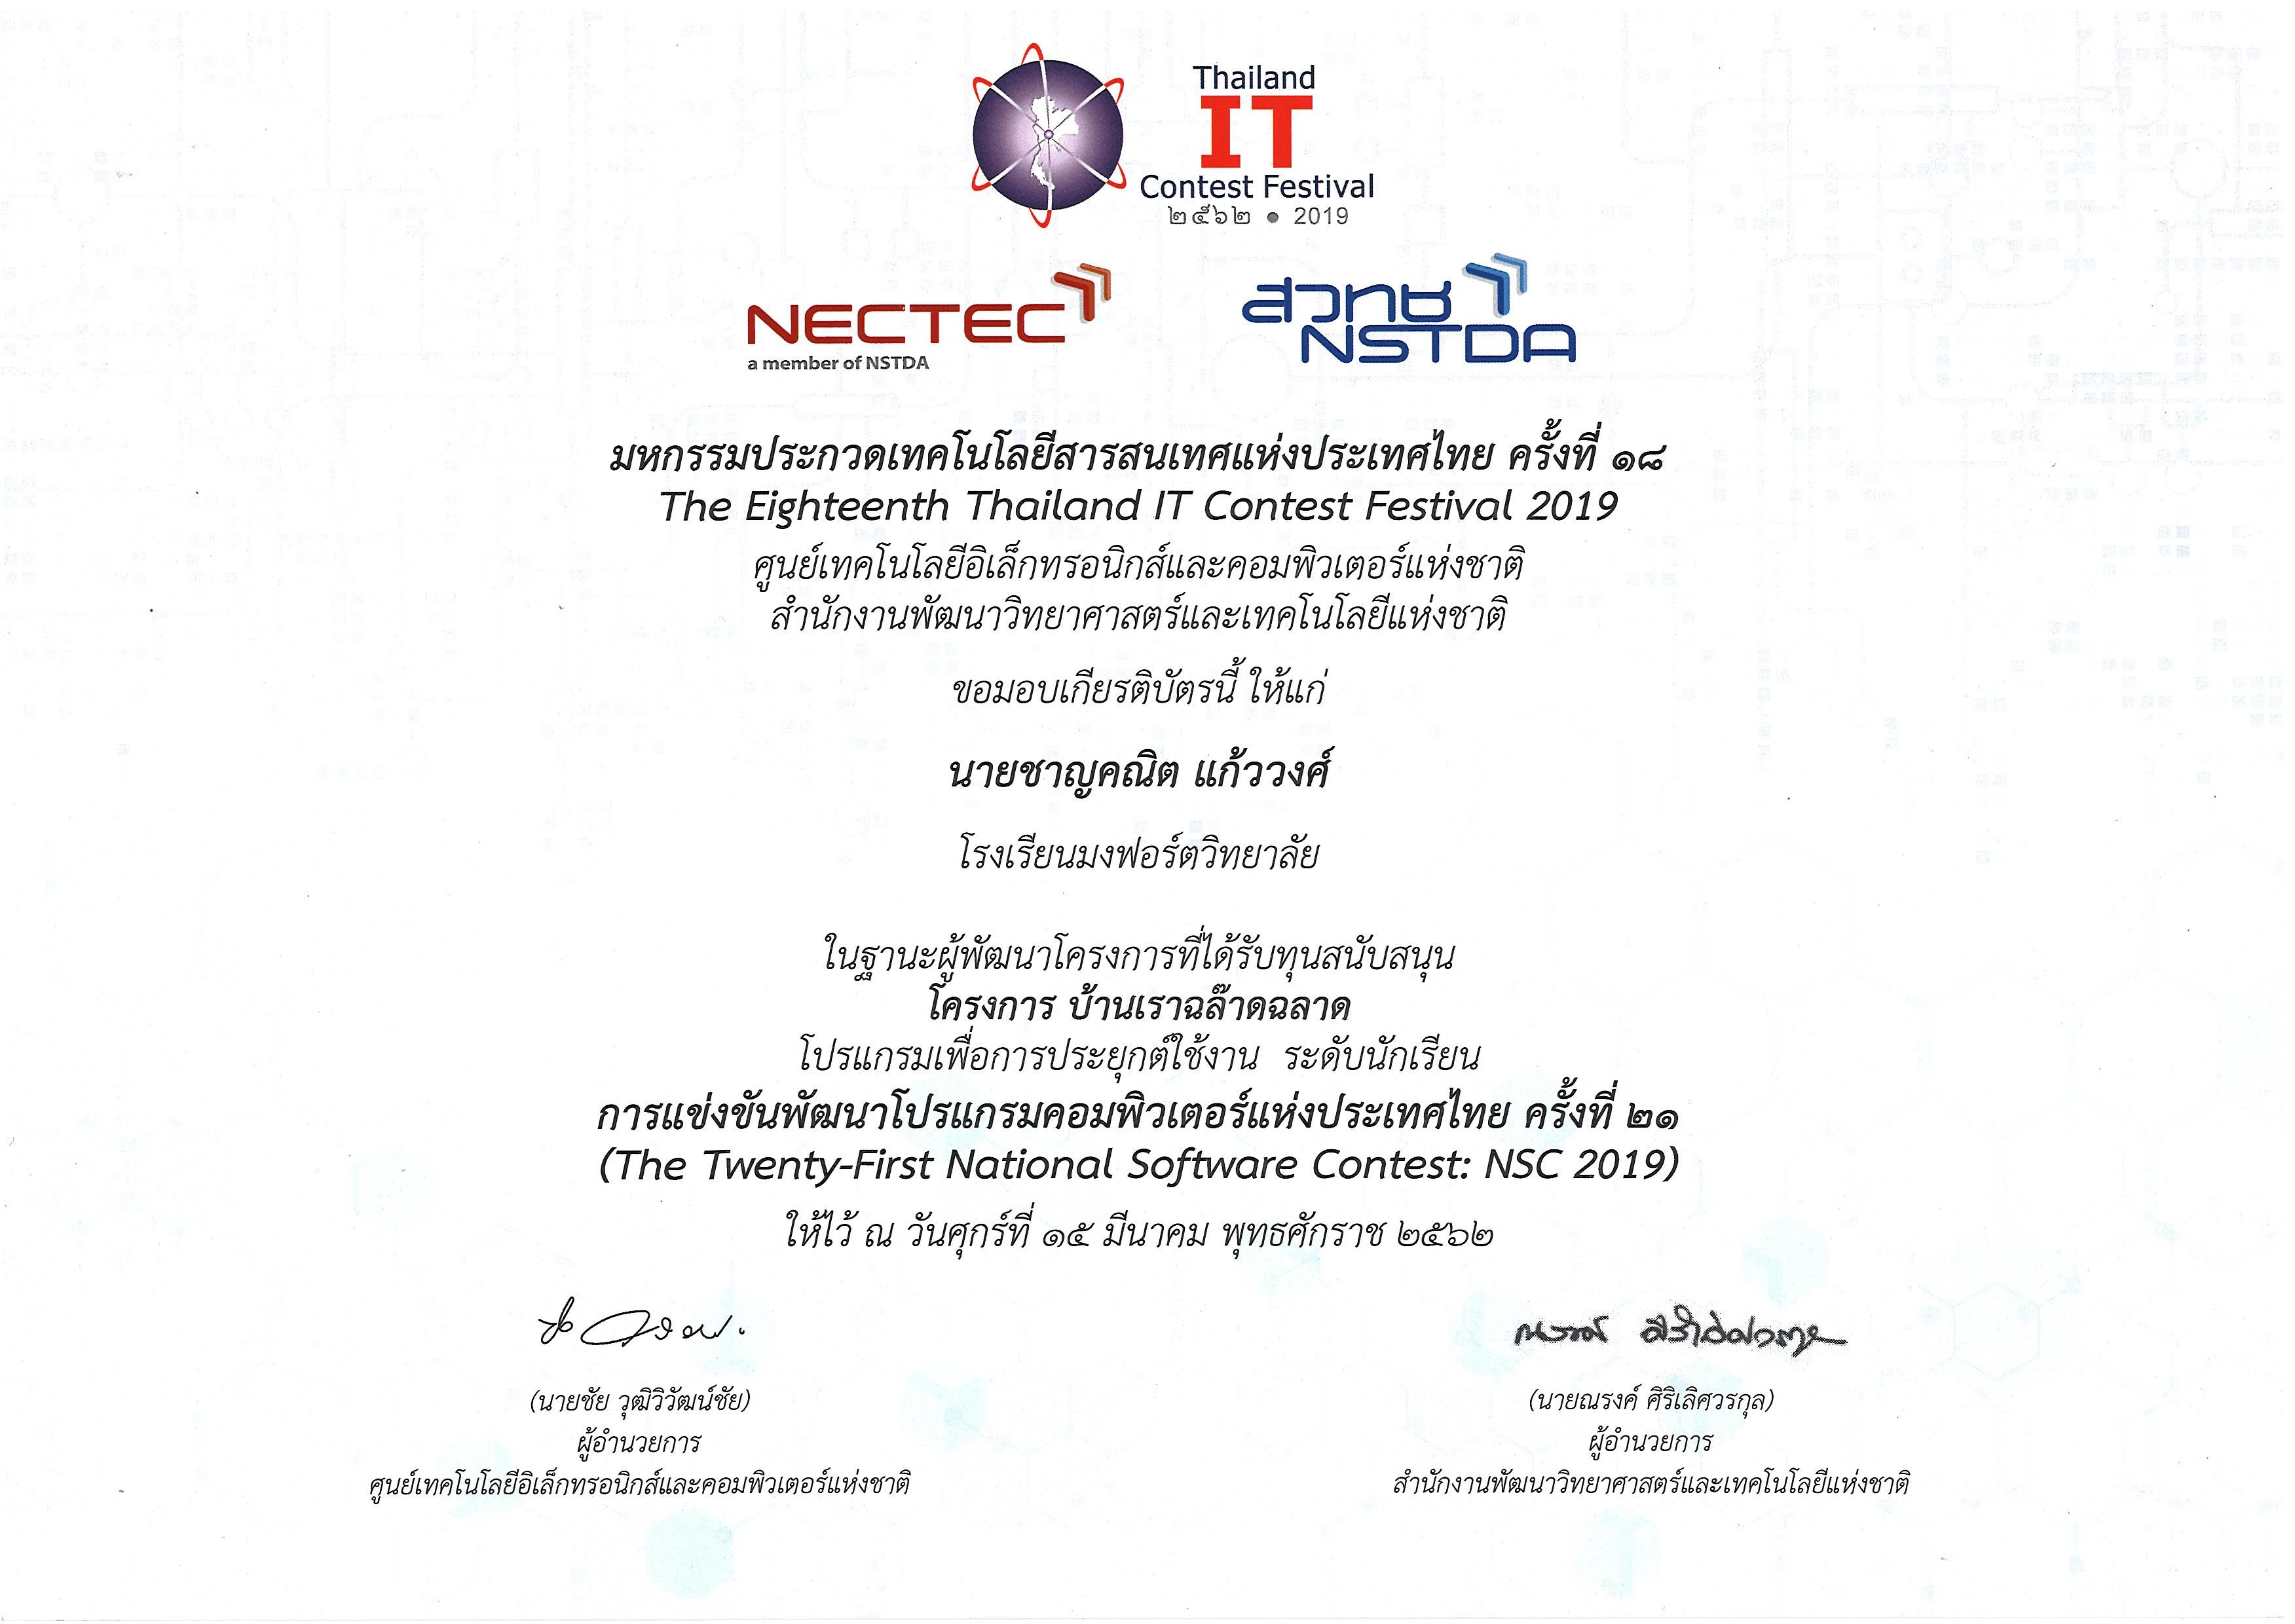 Thailand
IT
Contest Festival
๒๕๖๒ • 2019
NECTEC
a member of NSTDA
สวทช
NSTDA
มหกรรมประกวดเทคโนโลยีสารสนเทศแห่งประเทศไทย ครั้งที่ ๑๘
The Eighteenth Thailand IT Contest Festival 2019
ศูนย์เทคโนโลยีอิเล็กทรอนิกส์และคอมพิวเตอร์แห่งชาติ
สำนักงานพัฒนาวิทยาศาสตร์และเทคโนโลยีแห่งชาติ
ขอมอบเกียรติบัตรนี้ ให้แก่
นายชาญคณิต แก้ววงศ์
โรงเรียนมงฟอร์ตวิทยาลัย
ในฐานะผู้พัฒนาโครงการที่ได้รับทุนสนับสนุน
โครงการ บ้านเราฉล๊าดฉลาด
โปรแกรมเพื่อการประยุกต์ใช้งาน ระดับนักเรียน
การแข่งขันพัฒนาโปรแกรมคอมพิวเตอร์แห่งประเทศไทย ครั้งที่ ๒๑
(The Twenty-First National Software Contest: NSC 2019)
ให้ไว้ ณ วันศุกร์ที่ ๑๕ มีนาคม พุทธศักราช ๒๕๖๒
(นายชัย วุฒิวิวัฒน์ชัย)
ผู้อำนวยการ
ศูนย์เทคโนโลยีอิเล็กทรอนิกส์และคอมพิวเตอร์แห่งชาติ
(นายณรงค์ ศิริเลิศวรกุล)
ผู้อำนวยการ
สำนักงานพัฒนาวิทยาศาสตร์และเทคโนโลยีแห่งชาติ